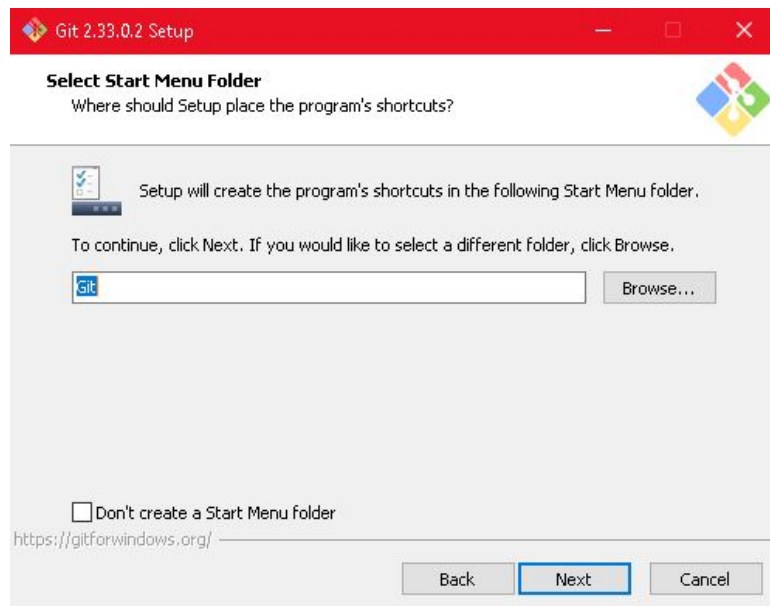 Git 2.33.0.2 Setup
Select Start Menu Folder
Where should Setup place the program's shortcuts?
Setup will create the program's shortcuts in the following Start Menu folder.
To continue, click Next. If you would like to select a different folder, click Browse.
Git
Browse...
Don't create a Start Menu folder
https://gitforwindows.org/
Back
Next
Cancel